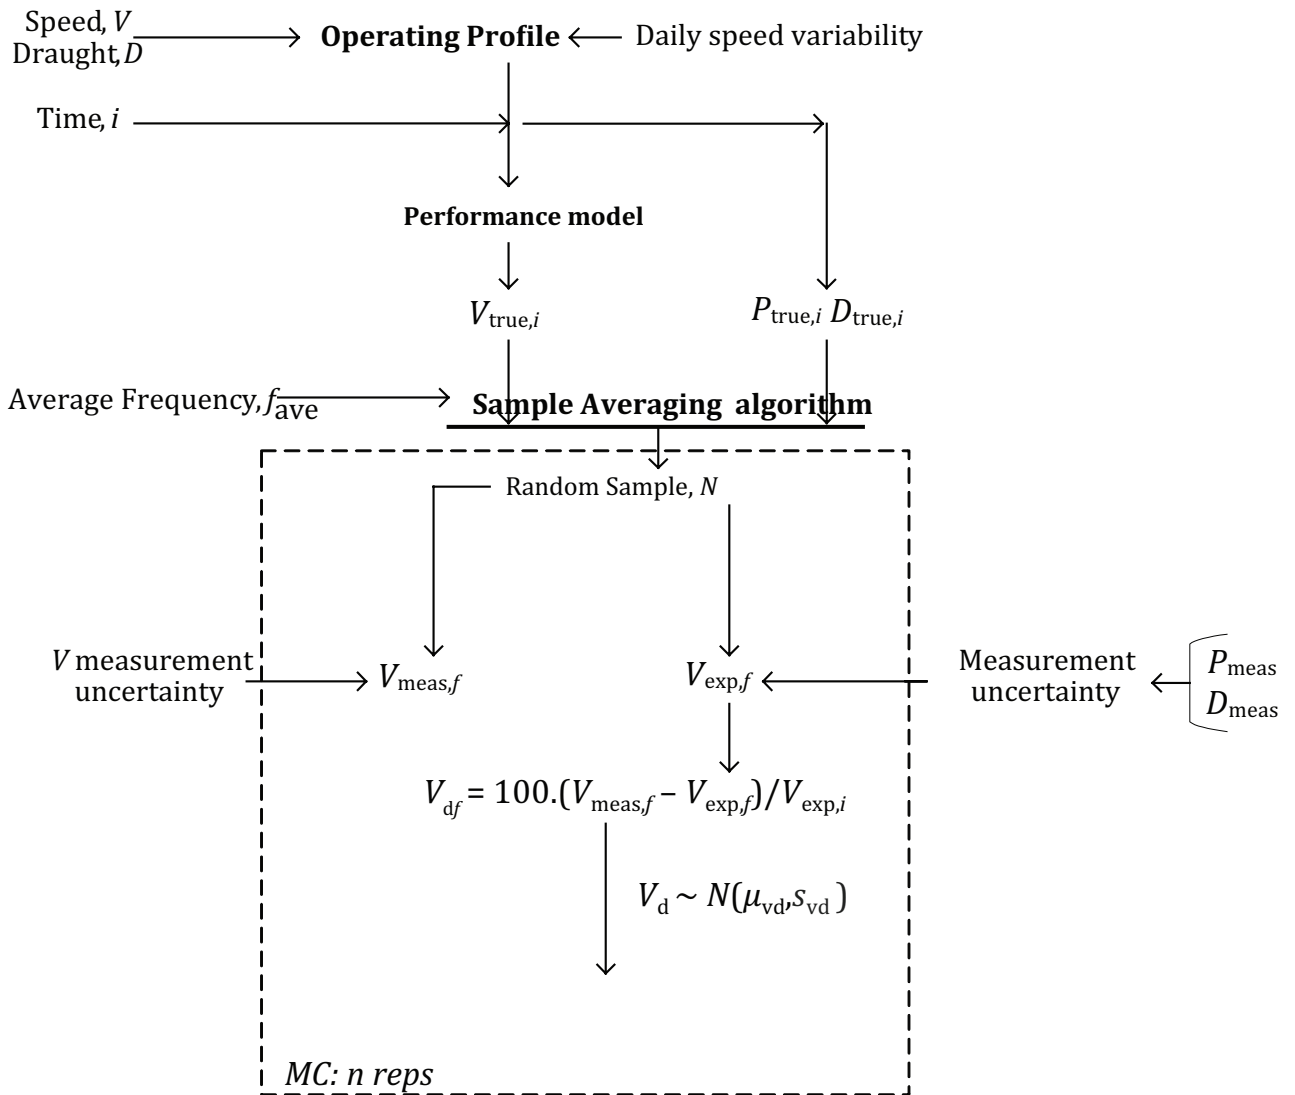 Speed, V
Draught, D
Operating Profile
Daily speed variability
Time, i
Performance model
Vtrue,i
Ptrue,i Dtrue,i
Average Frequency, fave
Sample Averaging algorithm
Random Sample, N
V measurement
uncertainty
Vmeas,f
Vexp,f
Measurement
uncertainty
Pmeas
Dmeas
Vdf = 100.(Vmeas,f – Vexp,f)/Vexp,i
Vd ~ N(μvd,svd)
MC: n reps